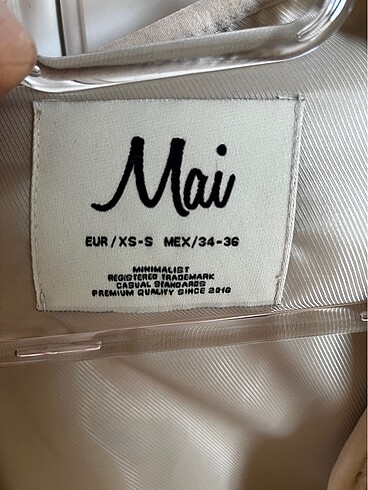 Mai
EUR/XS-S MEX/34-36
MINIMALIST
REGISTERED TRADEMARK
CASUAL STANDARDS
PREMIUM QUALITY SINCE 2016